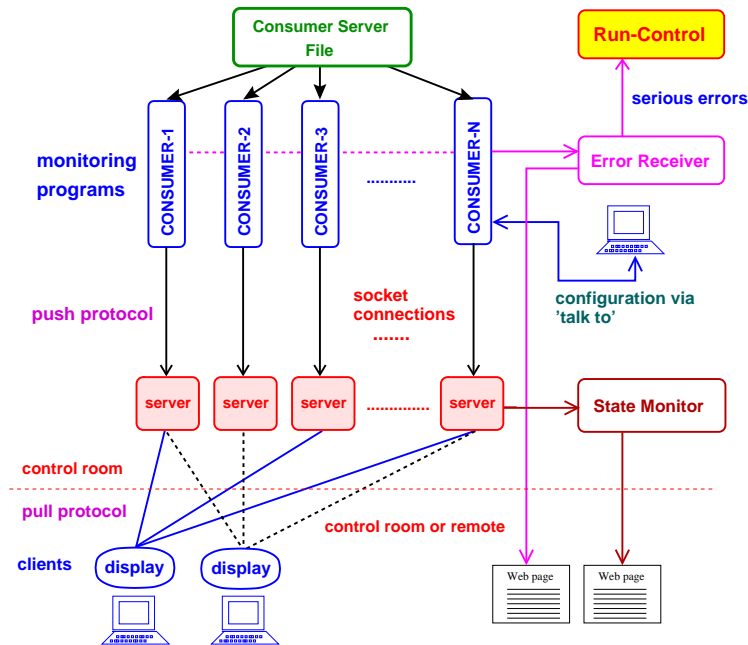 Consumer Server
File
Run-Control
serious errors
CONSUMER-1
CONSUMER-2
CONSUMER-3
CONSUMER-N
monitoring
programs
...........
Error Receiver
push protocol
socket
connections
.......
configuration via
'talk to'
server
server
server
..............
server
State Monitor
control room
pull protocol
control room or remote
clients
display
display
Web page
Web page